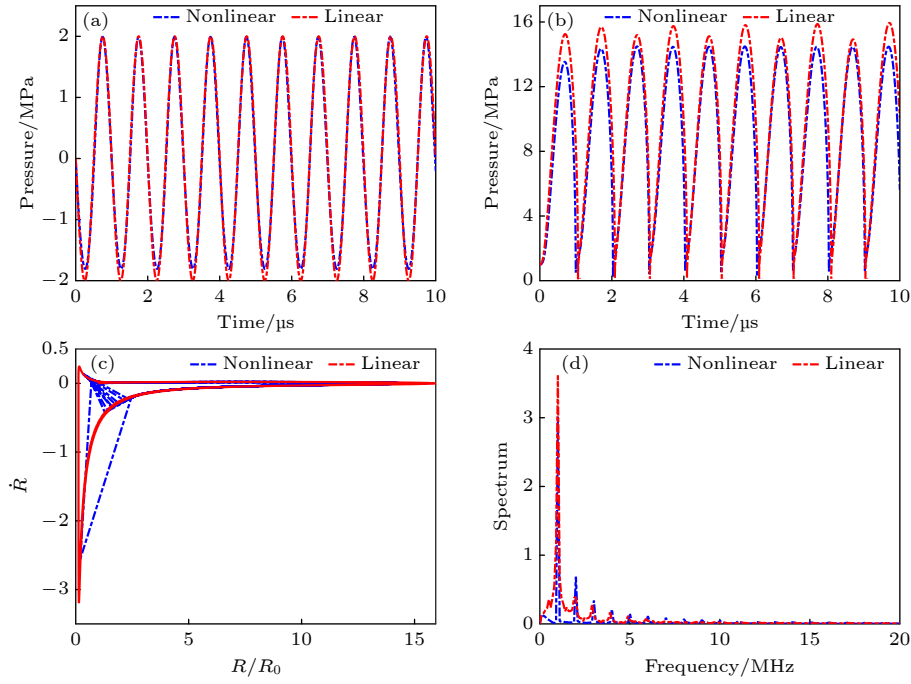 (a) Nonlinear Linear
2
1
0
−1
−2
Pressure/MPa
0 2 4 6 8 10
Time/µs
(b) Nonlinear Linear
16
12
8
4
0
Pressure/MPa
0 2 4 6 8 10
Time/µs
(c) Nonlinear Linear
0.5
0
−1
−2
−3
Ṙ
0 5 10 15
R/R₀
(d)
Nonlinear Linear
4
3
2
1
0
Spectrum
0 5 10 15 20
Frequency/MHz